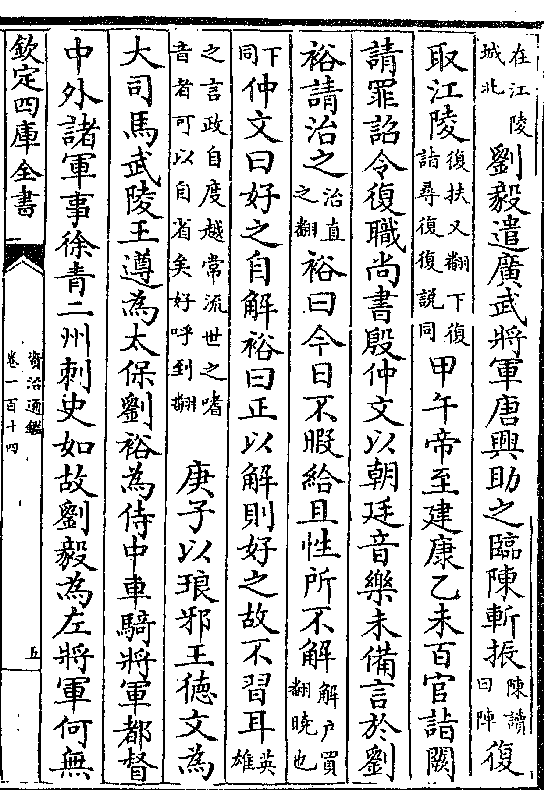 在江陵城北劉毅遣廣武將軍唐興助之臨陳斬振陳讀曰陣復
取江陵復扶又翻下復詣尋復復説同甲午帝至建康乙未百官詣闕
請罪詔令復職尚書殷仲文以朝廷音樂未備言於劉
裕請治之治直之翻裕曰今日不暇給且性所不解解户買翻曉也
下同仲文曰好之自解裕曰正以解則好之故不習耳英雄
之言政自度越常流世之嗜音者可以自省矣好呼到翻庚子以琅邪王德文為
大司馬武陵王遵為太保劉裕為侍中車騎將軍都督
中外諸軍事徐青二州刺史如故劉毅為左將軍何無
欽定四庫全書
資治通鑑
卷一百十四
五